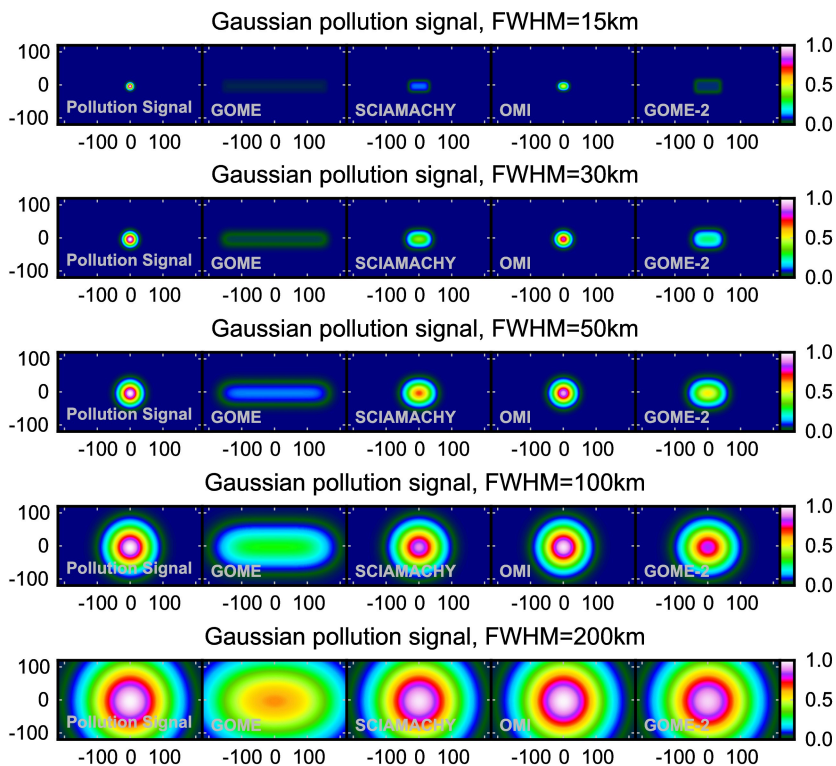 Gaussian pollution signal, FWHM=15km
100 1.0
0 0.5
-100 Pollution Signal GOME SCIAMACHY OMI GOME-2 0.0
-100 0 100 -100 0 100 -100 0 100 -100 0 100 -100 0 100
Gaussian pollution signal, FWHM=30km
100 1.0
0 0.5
-100 Pollution Signal GOME SCIAMACHY OMI GOME-2 0.0
-100 0 100 -100 0 100 -100 0 100 -100 0 100 -100 0 100
Gaussian pollution signal, FWHM=50km
100 1.0
0 0.5
-100 Pollution Signal GOME SCIAMACHY OMI GOME-2 0.0
-100 0 100 -100 0 100 -100 0 100 -100 0 100 -100 0 100
Gaussian pollution signal, FWHM=100km
100 1.0
0 0.5
-100 Pollution Signal GOME SCIAMACHY OMI GOME-2 0.0
-100 0 100 -100 0 100 -100 0 100 -100 0 100 -100 0 100
Gaussian pollution signal, FWHM=200km
100 1.0
0 0.5
-100 Pollution Signal GOME SCIAMACHY OMI GOME-2 0.0
-100 0 100 -100 0 100 -100 0 100 -100 0 100 -100 0 100